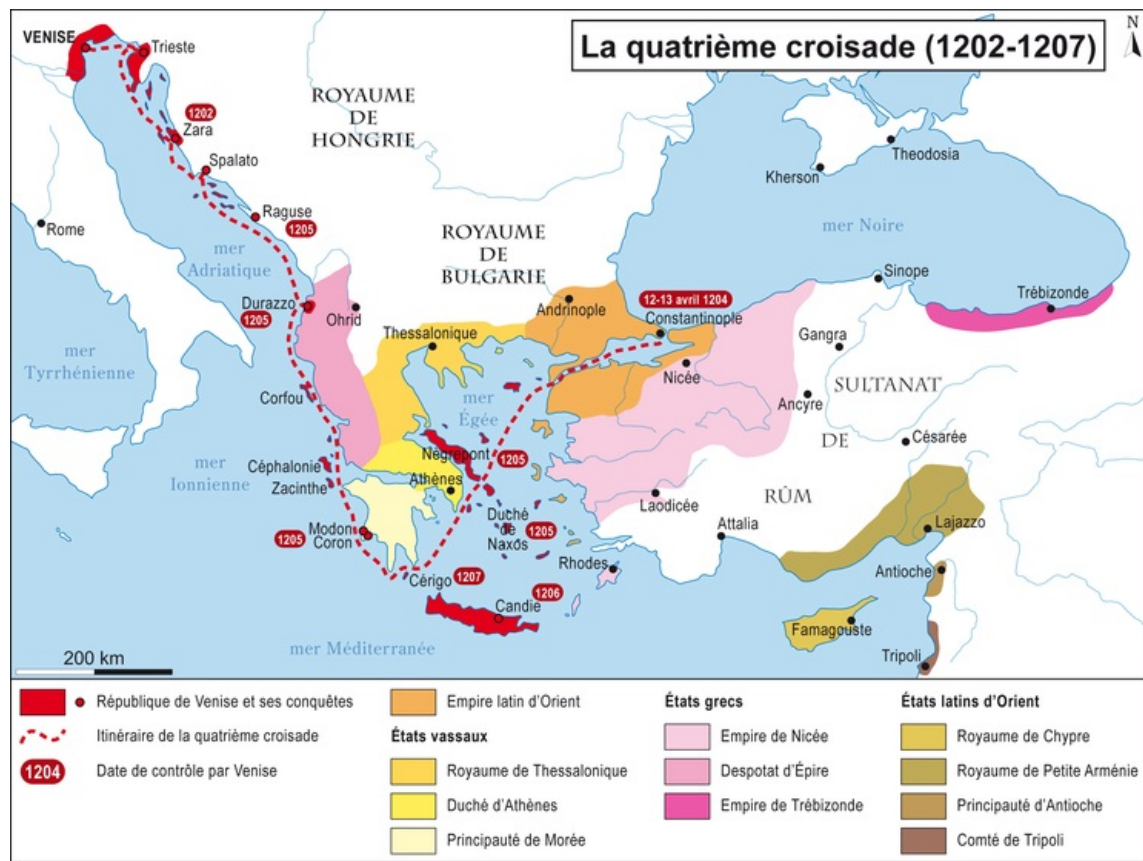 La quatrième croisade (1202-1207)
N
VENISE
Trieste
ROYAUME
DE
HONGRIE
1202
Zara
Spalato
Theodosia
Kherson
Rome
Raguse
1205
mer
Adriatique
ROYAUME
DE
BULGARIE
mer Noire
Sinope
Durazzo
1205
Ohrid
Andrinople
12-13 avril 1204
Constantinople
Trébizonde
Thessalonique
Gangra
mer
Tyrrhénienne
Nicée
SULTANAT
DE
RÛM
Corfou
mer
Égée
Ancyre
Césarée
mer
Ionnienne
Céphalonie
Zacinthe
Négrepont
1205
Athènes
Laodicée
1205
Modon
Coron
Duché
de
Naxos
1205
Attalia
Lajazzo
Rhodes
Antioche
Cérigo
1207
1206
Candie
Famagouste
mer Méditerranée
Tripoli
200 km
République de Venise et ses conquêtes
Itinéraire de la quatrième croisade
1204
Date de contrôle par Venise
Empire latin d'Orient
États vassaux
Royaume de Thessalonique
Duché d'Athènes
Principauté de Morée
États grecs
Empire de Nicée
Despotat d'Épire
Empire de Trébizonde
États latins d'Orient
Royaume de Chypre
Royaume de Petite Arménie
Principauté d'Antioche
Comté de Tripoli